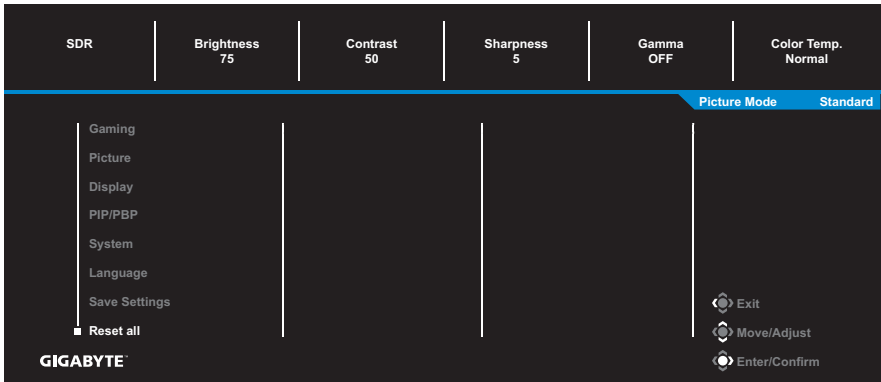 SDR Brightness Contrast Sharpness Gamma Color Temp.
75 50 5 OFF Normal
Picture Mode Standard
Gaming
Picture
Display
PIP/PBP
System
Language
Save Settings
Exit
Reset all
Move/Adjust
GIGABYTE™
Enter/Confirm